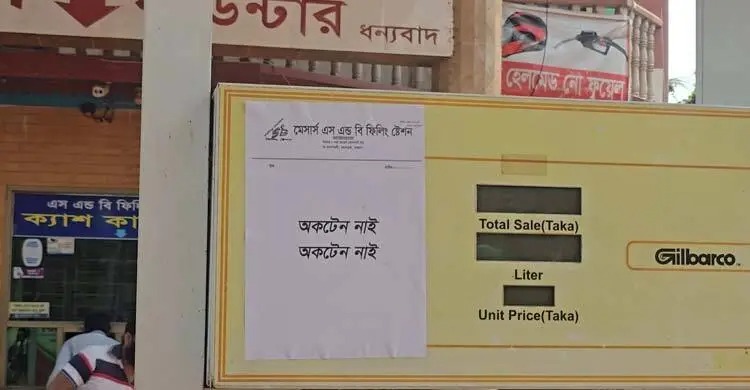 উন্টার ধন্যবাদ
হেলমেড নো ফুয়েল
মেসার্স এস এন্ড বি ফিলিং ষ্টেশন
অকটেন নাই
অকটেন নাই
Total Sale(Taka)
Liter
Unit Price(Taka)
Gilbarco
এস এন্ড বি ফিলি
ক্যাশ কা